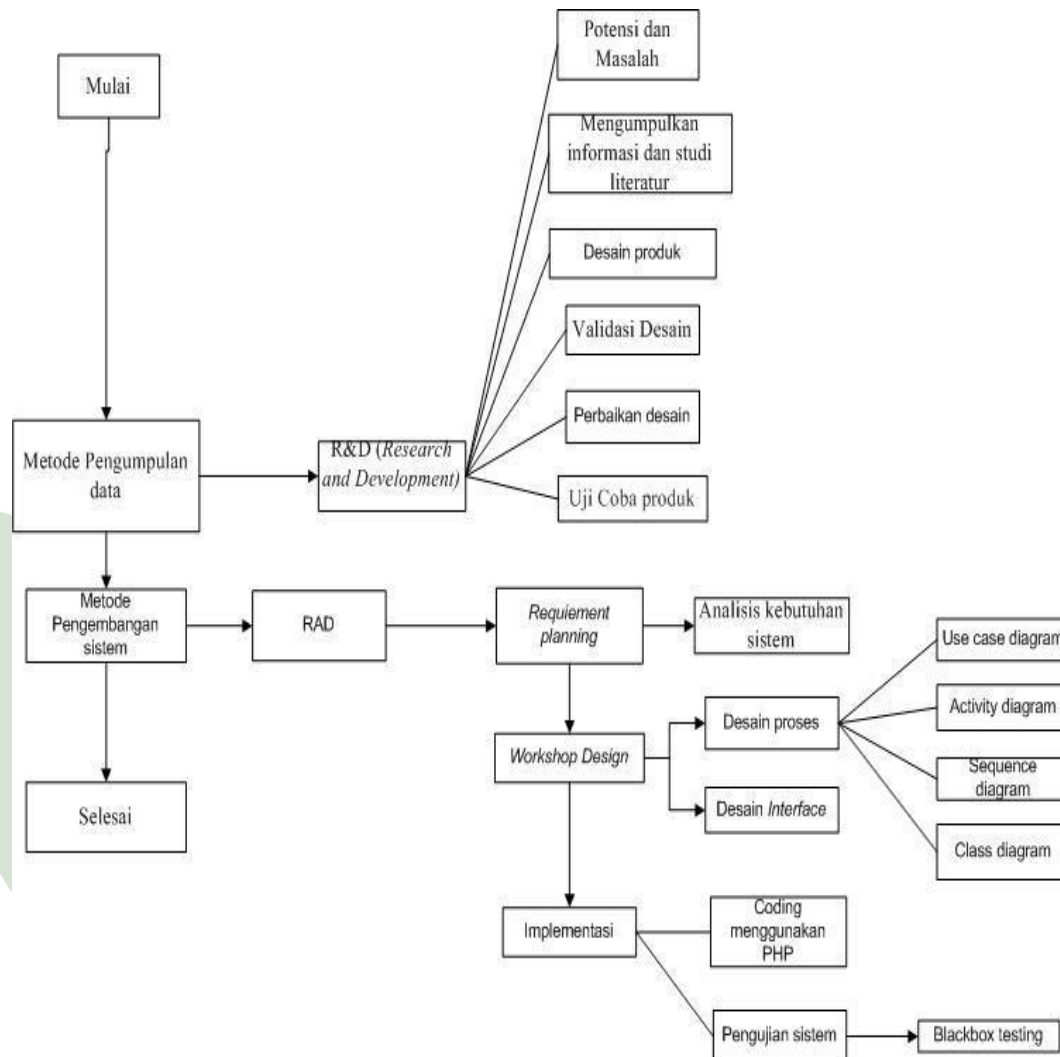 Mulai
Potensi dan
Masalah
Mengumpulkan
informasi dan studi
literatur
Desain produk
Validasi Desain
Perbaikan desain
Uji Coba produk
Metode Pengumpulan
data
R&D (Research
and Development)
Metode
Pengembangan
sistem
RAD
Requiement
planning
Analisis kebutuhan
sistem
Workshop Design
Desain proses
Desain Interface
Use case diagram
Activity diagram
Sequence
diagram
Class diagram
Selesai
Implementasi
Coding
menggunakan
PHP
Pengujian sistem
Blackbox testing